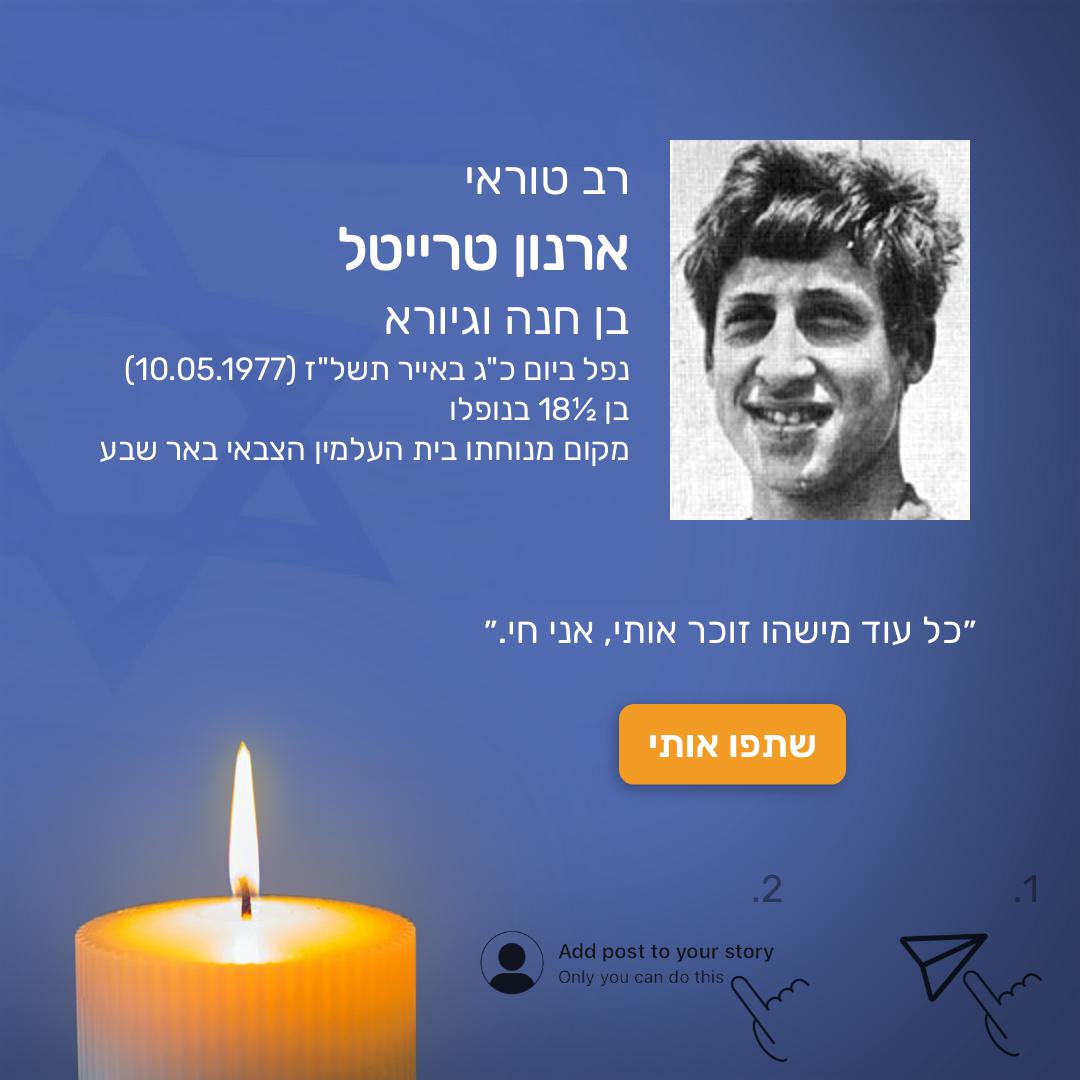 רב טוראי
ארנון טרייטל
בן חנה וגיורא
נפל ביום כ"ג באייר תשל"ז (10.05.1977)
בן 18½ בנופלו
מקום מנוחתו בית העלמין הצבאי באר שבע
״כל עוד מישהו זוכר אותי, אני חי.״
שתפו אותי
1.
2.
Add post to your story
Only you can do this